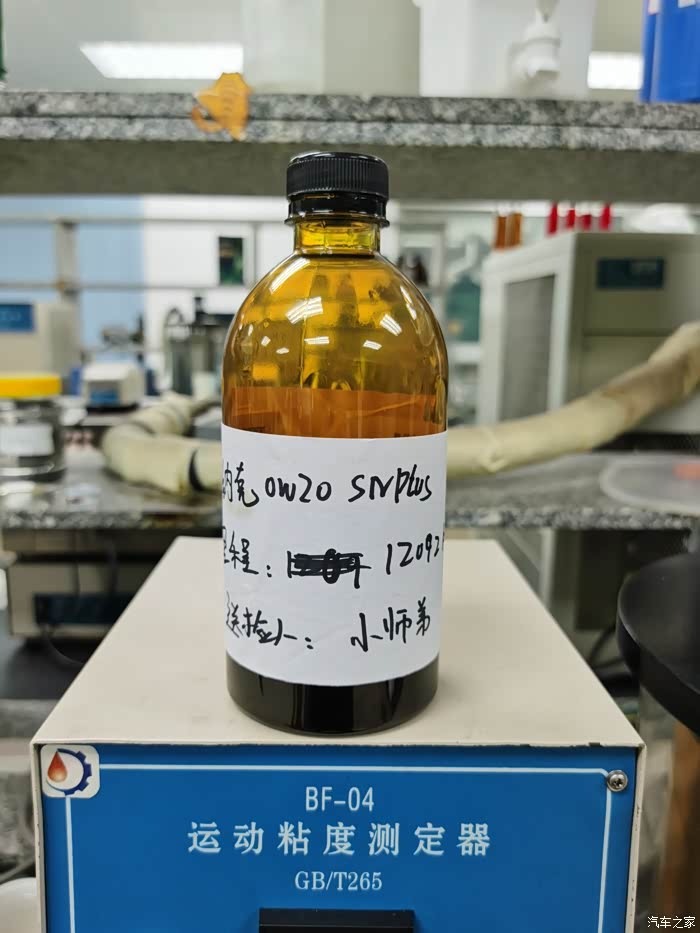 克 0W20 SNPlus
程： 12092
送检人： 小师弟
BF-04
运动粘度测定器
GB/T265
汽车之家